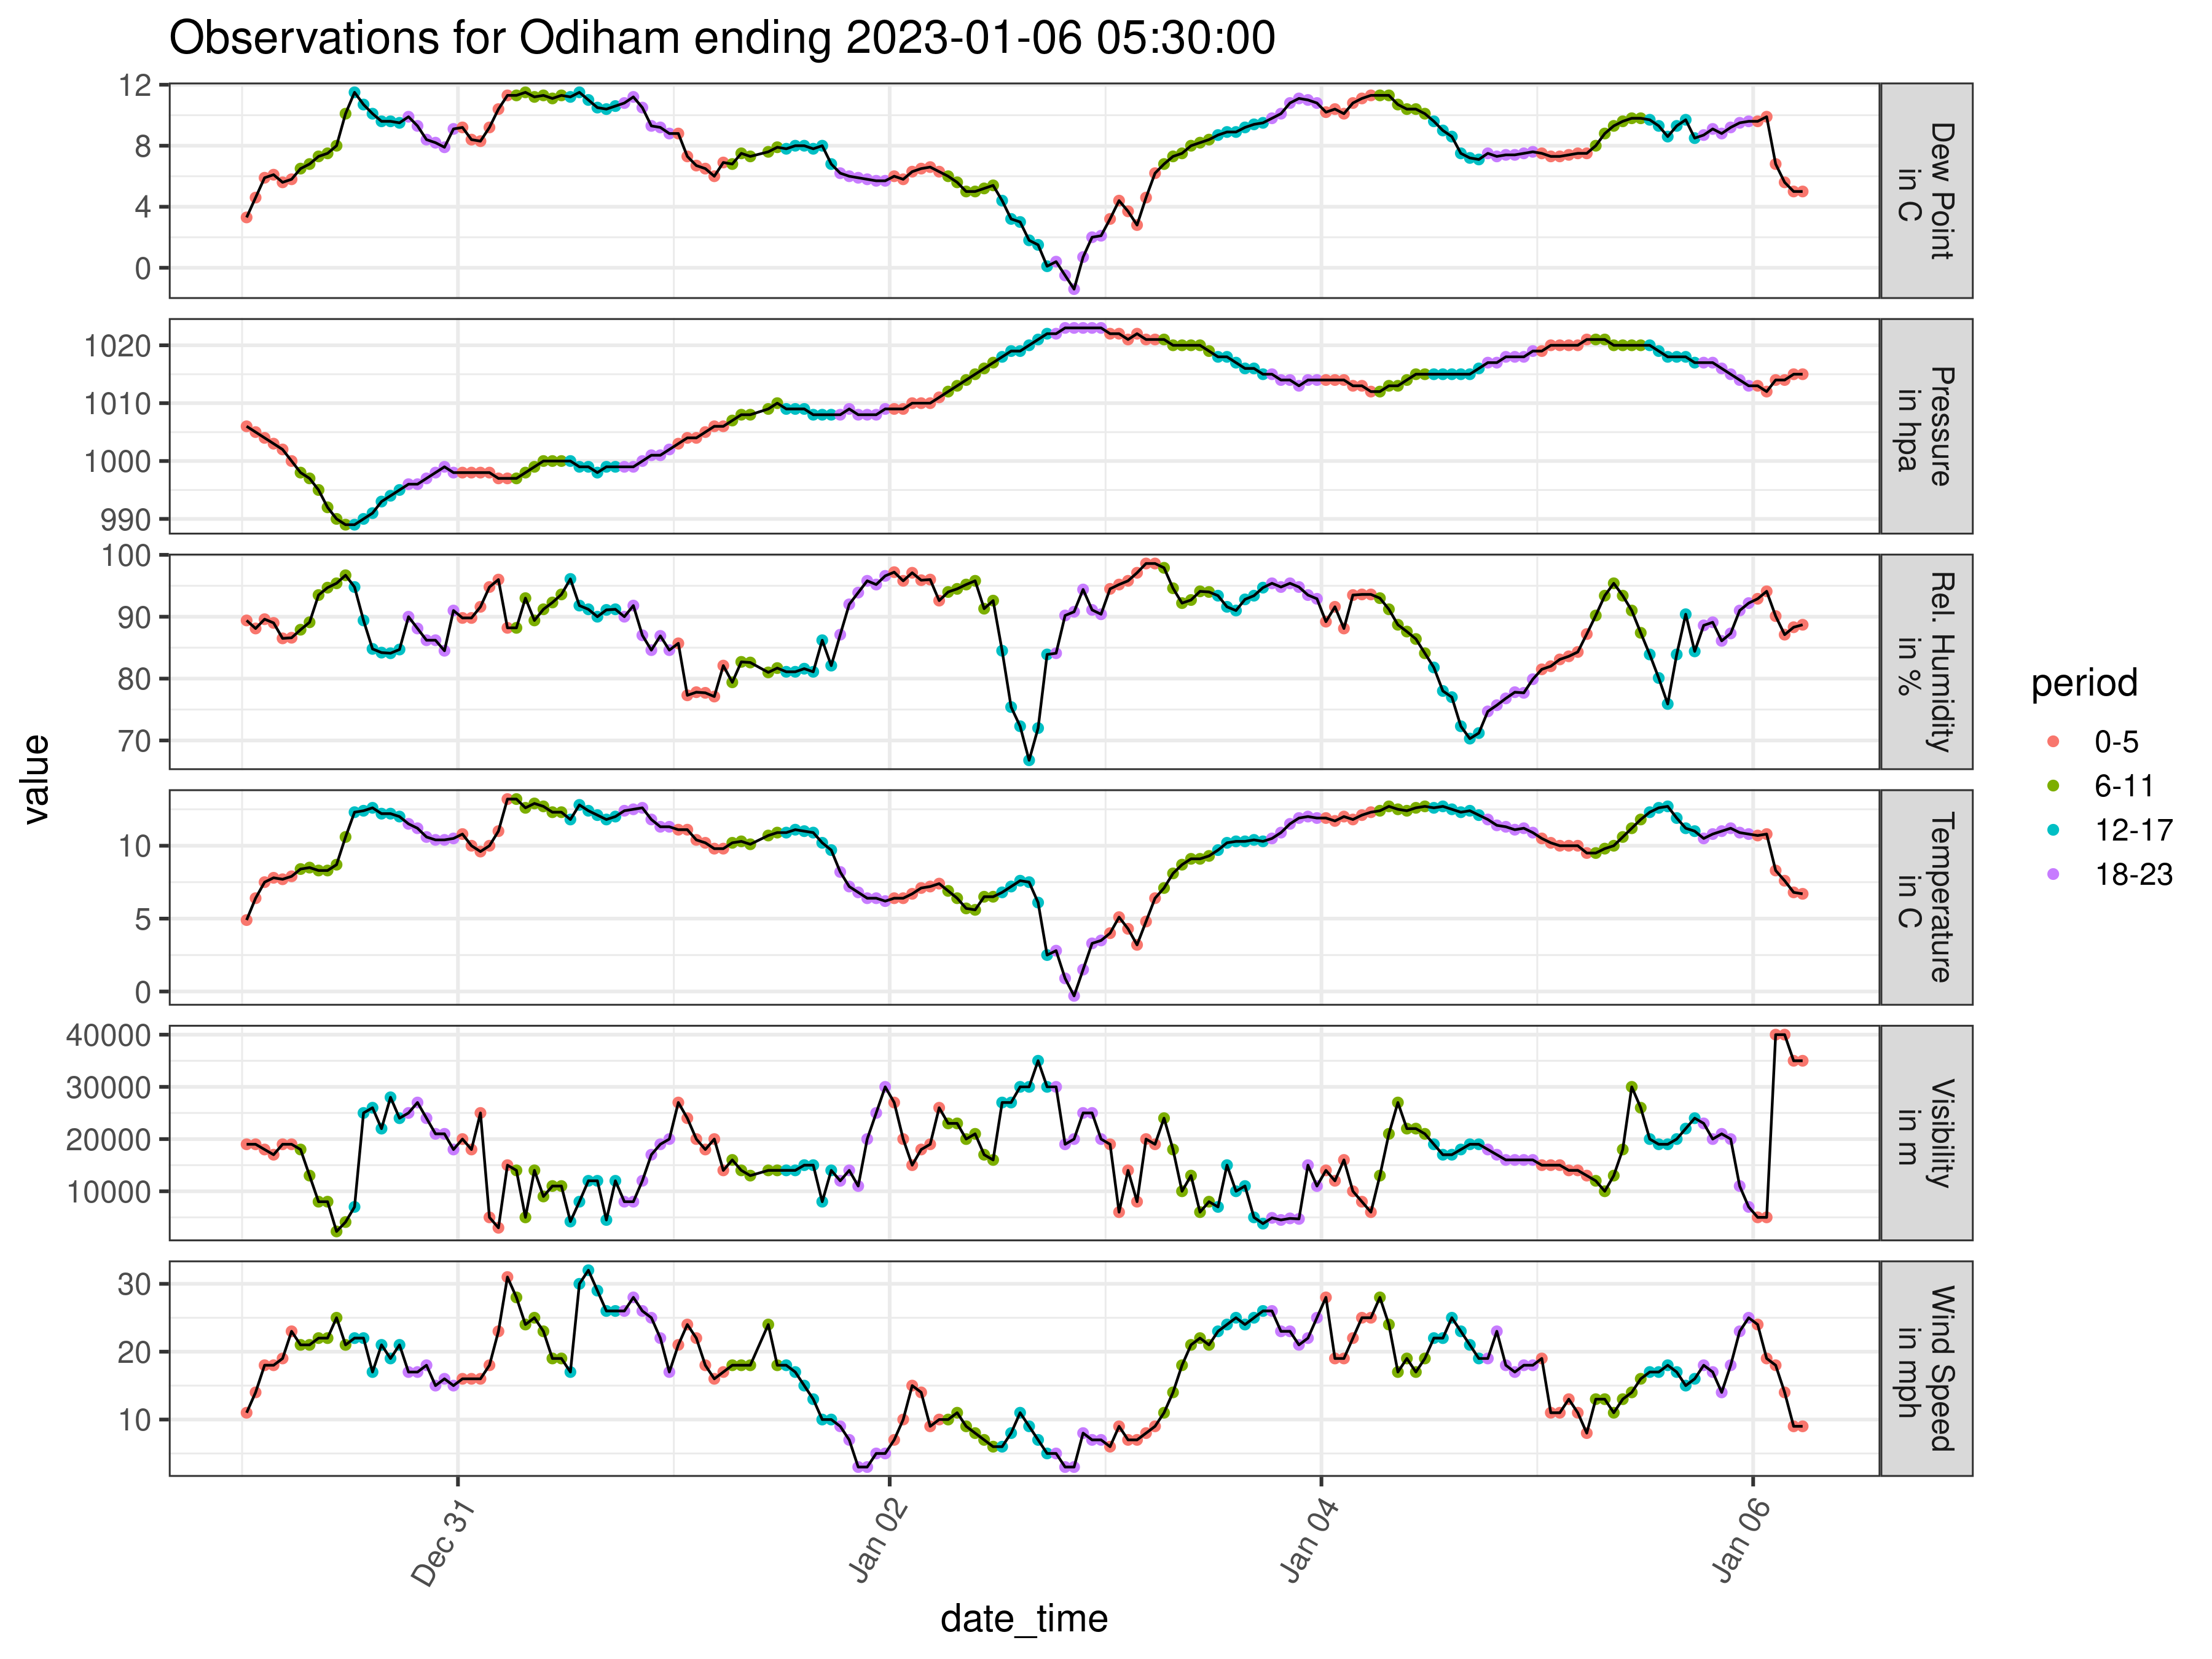 Observations for Odiham ending 2023-01-06 05:30:00
value
12
8
4
0
Dew Point
in C
1020
1010
1000
990
Pressure
in hpa
100
90
80
70
Rel. Humidity
in %
10
5
0
Temperature
in C
40000
30000
20000
10000
Visibility
in m
30
20
10
Wind Speed
in mph
Dec 31
Jan 02
Jan 04
Jan 06
date_time
period
0-5
6-11
12-17
18-23